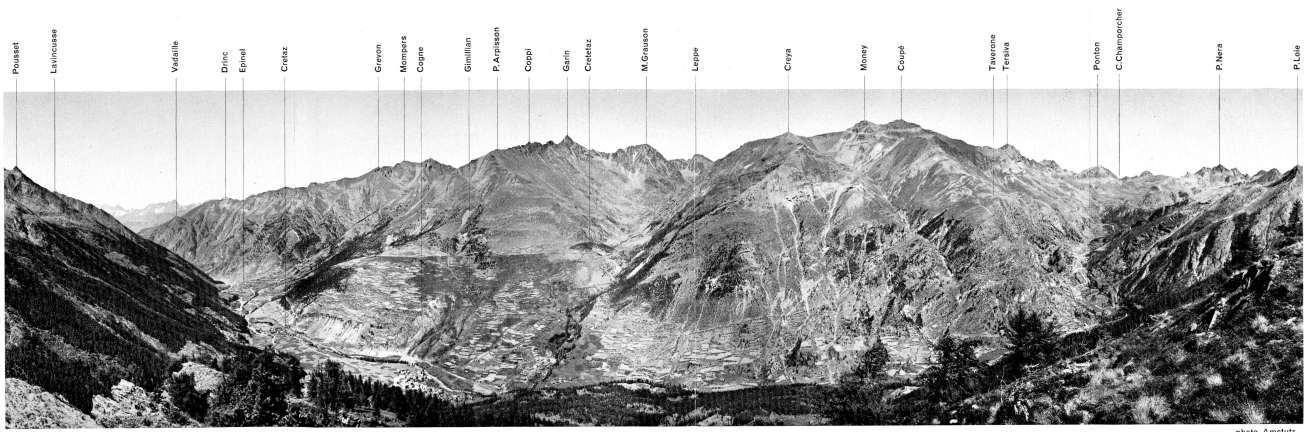 Pousset
Lavincusse
Vadaille
Drinc
Epinel
Cretaz
Grevon
Mompers
Cogne
Gimillian
P. Arpisson
Coppi
Garin
Cretetaz
M. Grauson
Leppe
Creya
Money
Coupé
Taverone
Tersiva
Ponton
C. Champorcher
P. Nera
P. Loie
photo Amstutz